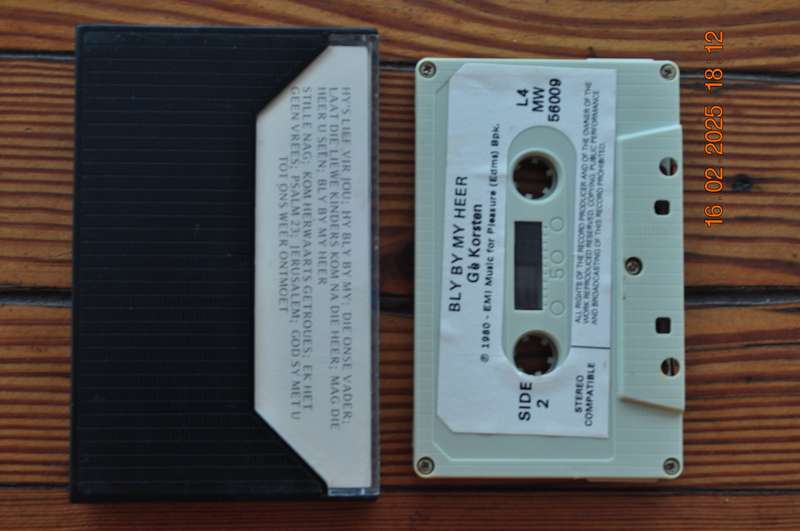 HY'S LIEF VIR JOU; HY BLY BY MY; DIE ONSE VADER;
LAAT DIE LIEWE KINDERS KOM NA DIE HEER; MAG DIE
HEER U SEËN; BLY BY MY HEER
STILLE NAG; KOM HERWAARTS GETROUES; EK HET
GEEN VREES; PSALM 23; JERUSALEM; GOD SY MET U
TOT ONS WEER ONTMOET
BLY BY MY HEER
Gé Korsten
℗ 1980 - EMI Music for Pleasure (Edms) Bpk.
SIDE
2
50
L4
MW
56009
STEREO
COMPATIBLE
ALL RIGHTS OF THE RECORD PRODUCER AND OF THE OWNER OF THE
WORK REPRODUCED RESERVED. COPYING, PUBLIC PERFORMANCE
AND BROADCASTING OF THIS RECORD PROHIBITED.
16 02 2025 18 12